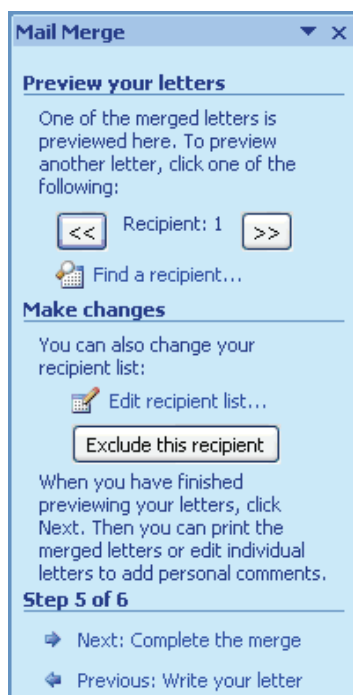 Mail Merge
Preview your letters
One of the merged letters is
previewed here. To preview
another letter, click one of the
following:
<< Recipient: 1 >>
Find a recipient...
Make changes
You can also change your
recipient list:
Edit recipient list...
Exclude this recipient
When you have finished
previewing your letters, click
Next. Then you can print the
merged letters or edit individual
letters to add personal comments.
Step 5 of 6
Next: Complete the merge
Previous: Write your letter